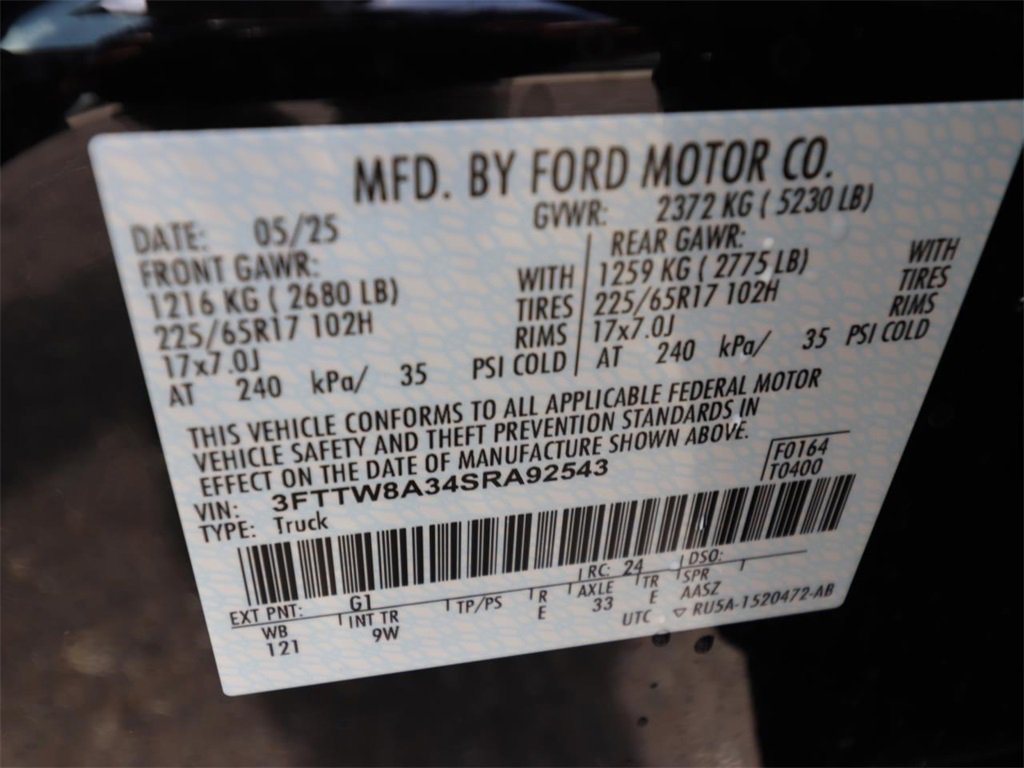 MFD. BY FORD MOTOR CO.
DATE: 05/25 GVWR: 2372 KG ( 5230 LB)
FRONT GAWR: REAR GAWR:
1216 KG ( 2680 LB) WITH 1259 KG ( 2775 LB) WITH
225/65R17 102H TIRES 225/65R17 102H TIRES
17x7.0J RIMS 17x7.0J RIMS
AT 240 kPa/ 35 PSI COLD AT 240 kPa/ 35 PSI COLD
THIS VEHICLE CONFORMS TO ALL APPLICABLE FEDERAL MOTOR
VEHICLE SAFETY AND THEFT PREVENTION STANDARDS IN
EFFECT ON THE DATE OF MANUFACTURE SHOWN ABOVE.
VIN: 3FTTW8A34SRA92543 F0164
TYPE: Truck T0400
EXT PNT: G1 RC: 24 DSO:
WB INT TR TP/PS R AXLE TR SPR
121 9W E 33 E AASZ
UTC ▽ RU5A-1520472-AB